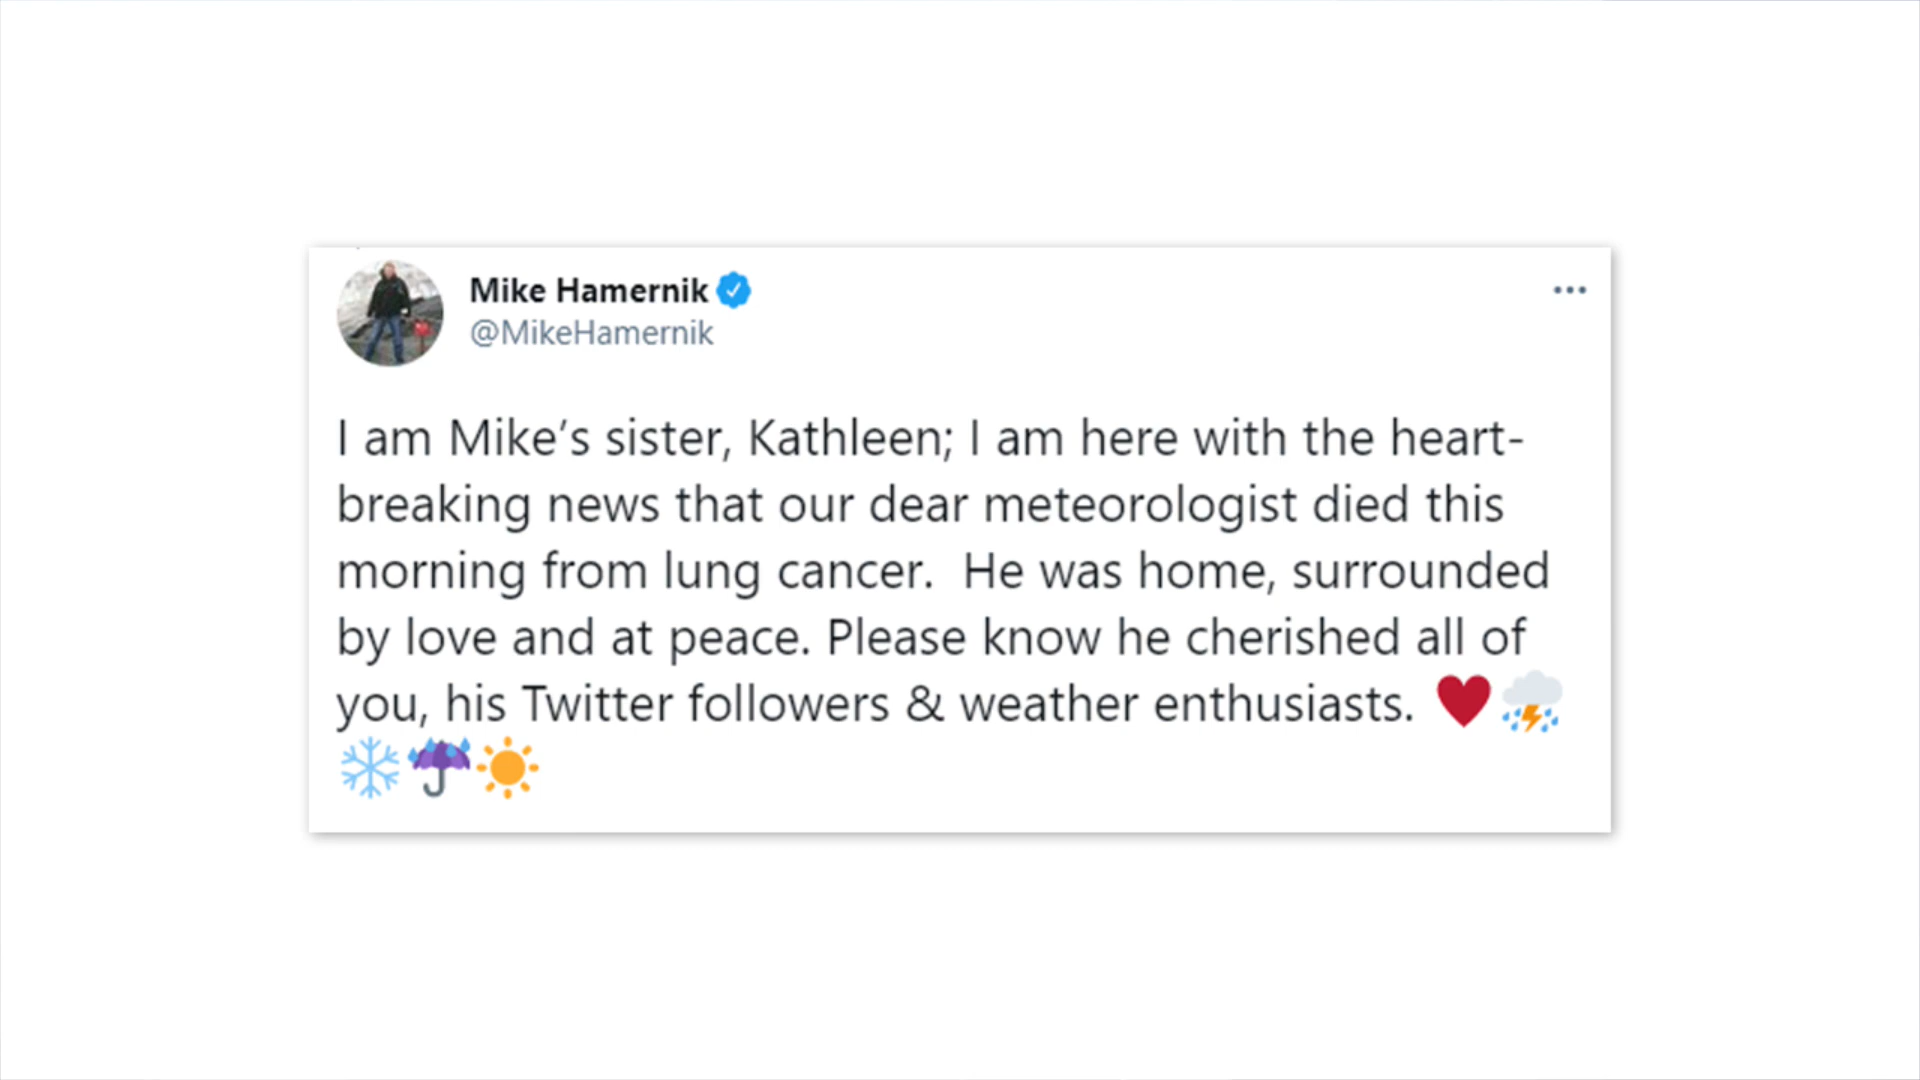 Mike Hamernik
@MikeHamernik
I am Mike’s sister, Kathleen; I am here with the heart-
breaking news that our dear meteorologist died this
morning from lung cancer.  He was home, surrounded
by love and at peace. Please know he cherished all of
you, his Twitter followers & weather enthusiasts. ❤️⛈️
❄️☔☀️